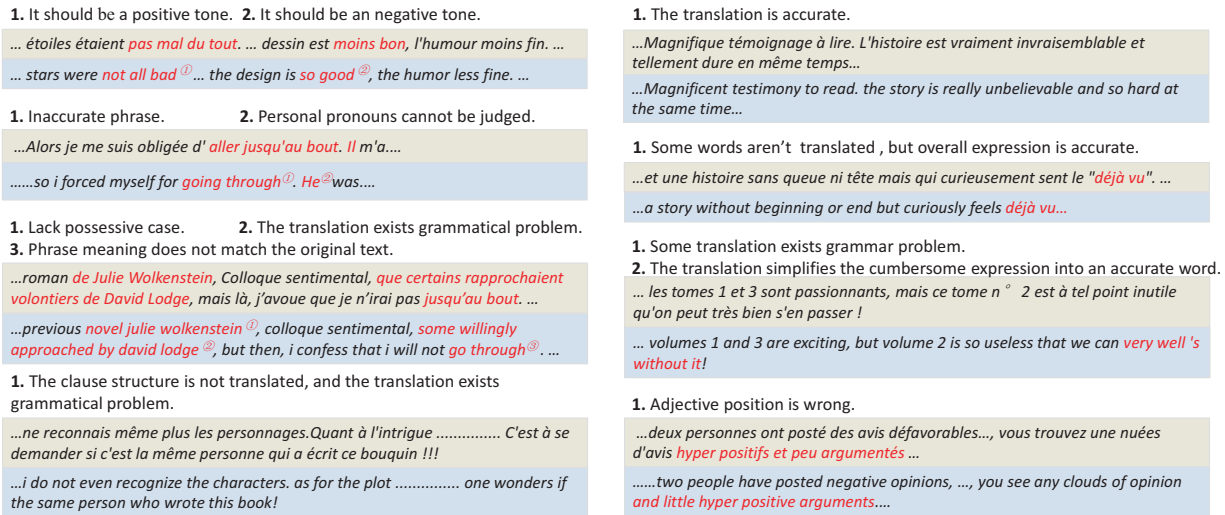 1. It should be a positive tone. 2. It should be an negative tone.
... étoiles étaient pas mal du tout. ... dessin est moins bon, l'humour moins fin. ...
... stars were not all bad ① ... the design is so good ②, the humor less fine. ...
1. Inaccurate phrase. 2. Personal pronouns cannot be judged.
...Alors je me suis obligée d' aller jusqu'au bout. Il m'a....
......so i forced myself for going through①. He②was....
1. Lack possessive case. 2. The translation exists grammatical problem.
3. Phrase meaning does not match the original text.
...roman de Julie Wolkenstein, Colloque sentimental, que certains rapprochaient
volontiers de David Lodge, mais là, j’avoue que je n’irai pas jusqu’au bout. ...
...previous novel julie wolkenstein ①, colloque sentimental, some willingly
approached by david lodge ②, but then, i confess that i will not go through③ . ...
1. The clause structure is not translated, and the translation exists
grammatical problem.
...ne reconnais même plus les personnages.Quant à l'intrigue ............... C'est à se
demander si c'est la même personne qui a écrit ce bouquin !!!
...i do not even recognize the characters. as for the plot ............... one wonders if
the same person who wrote this book!
1. The translation is accurate.
...Magnifique témoignage à lire. L'histoire est vraiment invraisemblable et
tellement dure en même temps...
...Magnificent testimony to read. the story is really unbelievable and so hard at
the same time...
1. Some words aren’t translated , but overall expression is accurate.
...et une histoire sans queue ni tête mais qui curieusement sent le "déjà vu". ...
...a story without beginning or end but curiously feels déjà vu...
1. Some translation exists grammar problem.
2. The translation simplifies the cumbersome expression into an accurate word.
... les tomes 1 et 3 sont passionnants, mais ce tome n ° 2 est à tel point inutile
qu'on peut très bien s'en passer !
... volumes 1 and 3 are exciting, but volume 2 is so useless that we can very well 's
without it!
1. Adjective position is wrong.
...deux personnes ont posté des avis défavorables..., vous trouvez une nuées
d'avis hyper positifs et peu argumentés ...
......two people have posted negative opinions, ..., you see any clouds of opinion
and little hyper positive arguments....